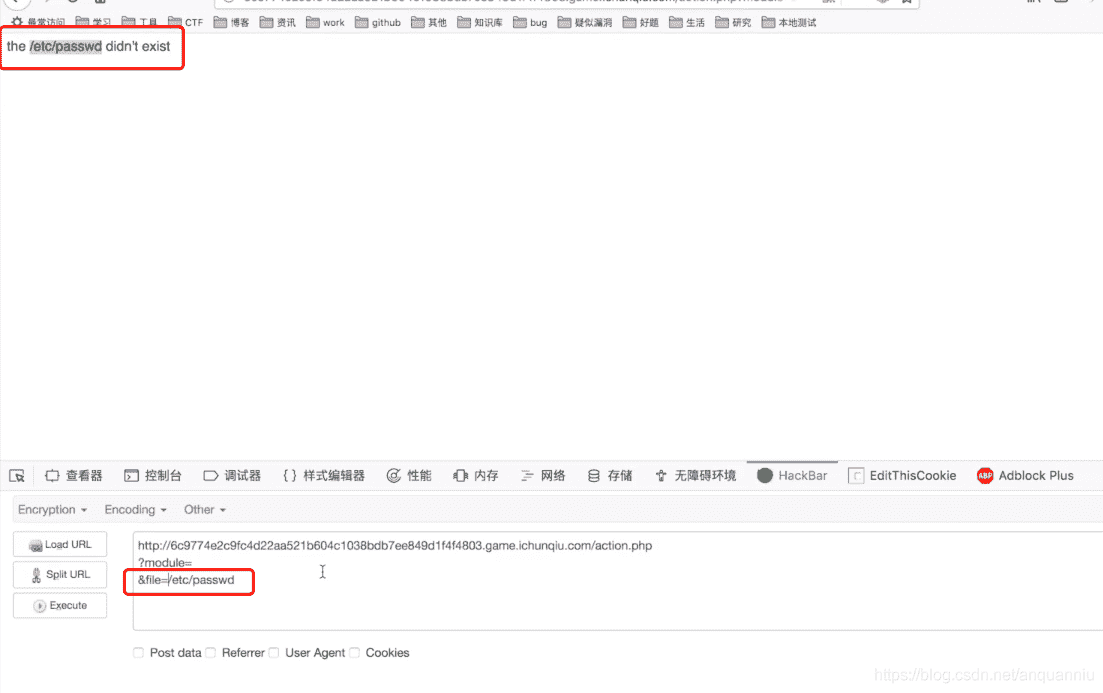 最常访问 学习 工具 CTF 博客 资讯 work github 其他 知识库 bug 疑似漏洞 好题 生活 研究 本地测试
the /etc/passwd didn't exist
查看器 控制台 调试器 {} 样式编辑器 性能 内存 网络 存储 无障碍环境 HackBar EditThisCookie ABP Adblock Plus
Encryption Encoding Other
Load URL
http://6c9774e2c9fc4d22aa521b604c1038bdb7ee849d1f4f4803.game.ichunqiu.com/action.php
?module=
Split URL
&file=/etc/passwd
Execute
Post data Referrer User Agent Cookies
https://blog.csdn.net/anquanniu